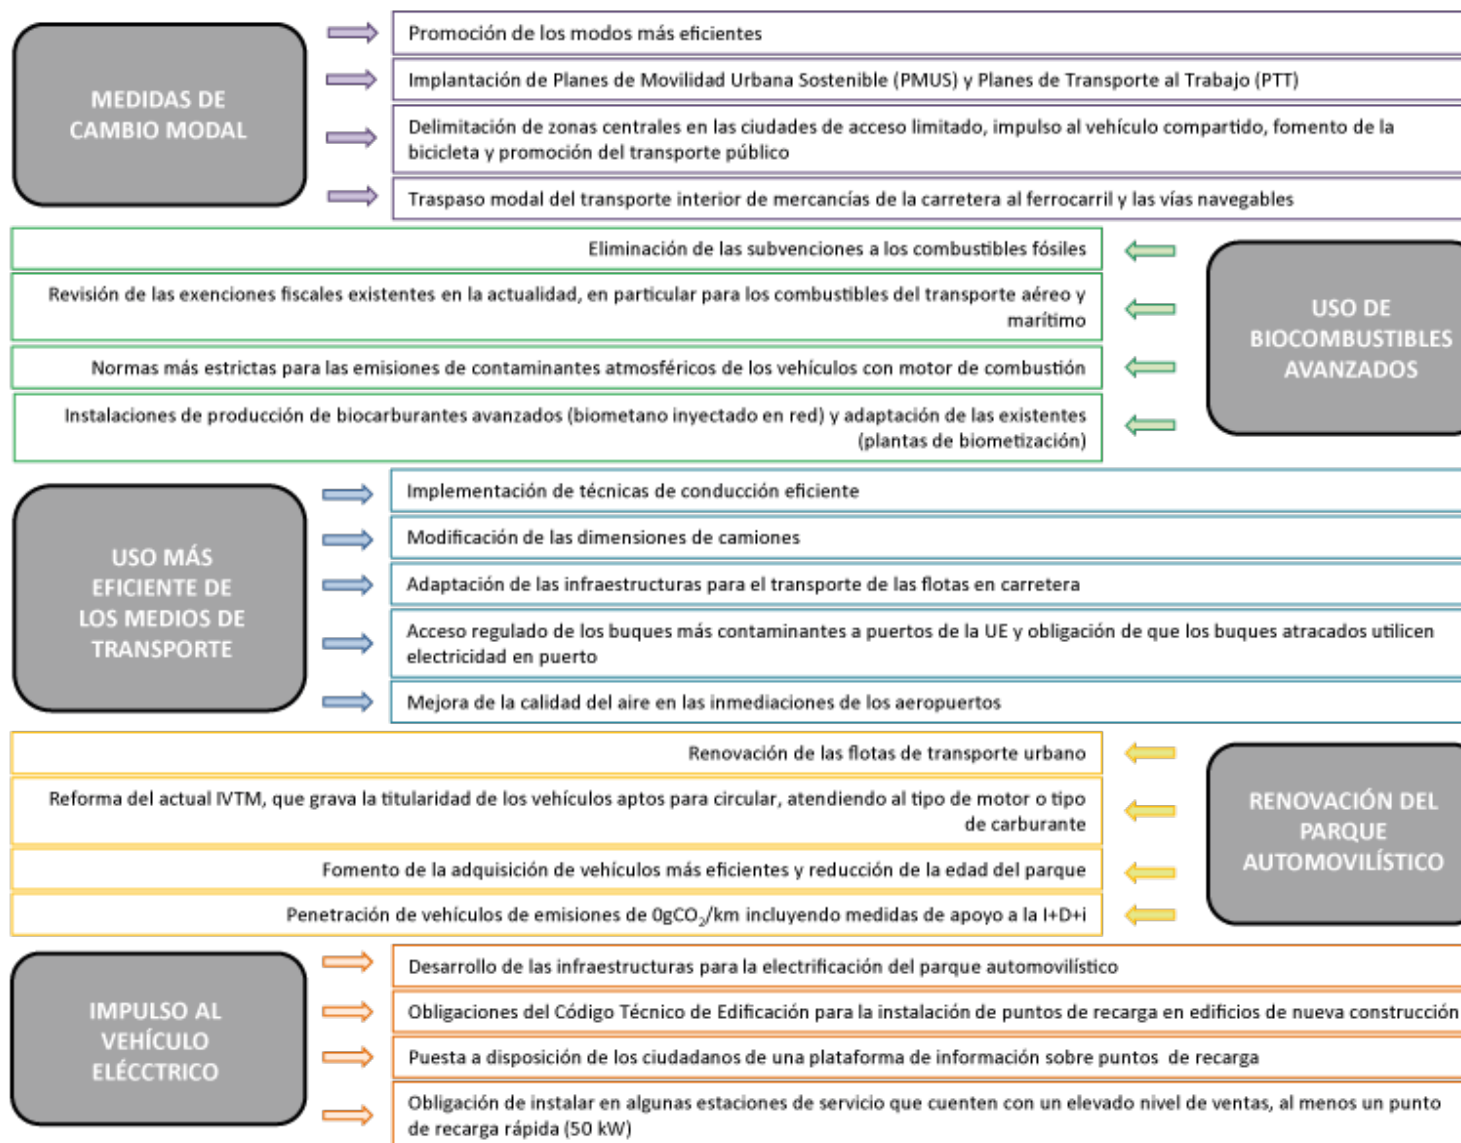 MEDIDAS DE
CAMBIO MODAL
Promoción de los modos más eficientes
Implantación de Planes de Movilidad Urbana Sostenible (PMUS) y Planes de Transporte al Trabajo (PTT)
Delimitación de zonas centrales en las ciudades de acceso limitado, impulso al vehículo compartido, fomento de la
bicicleta y promoción del transporte público
Traspaso modal del transporte interior de mercancías de la carretera al ferrocarril y las vías navegables
USO DE
BIOCOMBUSTIBLES
AVANZADOS
Eliminación de las subvenciones a los combustibles fósiles
Revisión de las exenciones fiscales existentes en la actualidad, en particular para los combustibles del transporte aéreo y
marítimo
Normas más estrictas para las emisiones de contaminantes atmosféricos de los vehículos con motor de combustión
Instalaciones de producción de biocarburantes avanzados (biometano inyectado en red) y adaptación de las existentes
(plantas de biometización)
USO MÁS
EFICIENTE DE
LOS MEDIOS DE
TRANSPORTE
Implementación de técnicas de conducción eficiente
Modificación de las dimensiones de camiones
Adaptación de las infraestructuras para el transporte de las flotas en carretera
Acceso regulado de los buques más contaminantes a puertos de la UE y obligación de que los buques atracados utilicen
electricidad en puerto
Mejora de la calidad del aire en las inmediaciones de los aeropuertos
RENOVACIÓN DEL
PARQUE
AUTOMOVILÍSTICO
Renovación de las flotas de transporte urbano
Reforma del actual IVTM, que grava la titularidad de los vehículos aptos para circular, atendiendo al tipo de motor o tipo
de carburante
Fomento de la adquisición de vehículos más eficientes y reducción de la edad del parque
Penetración de vehículos de emisiones de 0gCO₂/km incluyendo medidas de apoyo a la I+D+i
IMPULSO AL
VEHÍCULO
ELÉCCTRICO
Desarrollo de las infraestructuras para la electrificación del parque automovilístico
Obligaciones del Código Técnico de Edificación para la instalación de puntos de recarga en edificios de nueva construcción
Puesta a disposición de los ciudadanos de una plataforma de información sobre puntos de recarga
Obligación de instalar en algunas estaciones de servicio que cuenten con un elevado nivel de ventas, al menos un punto
de recarga rápida (50 kW)